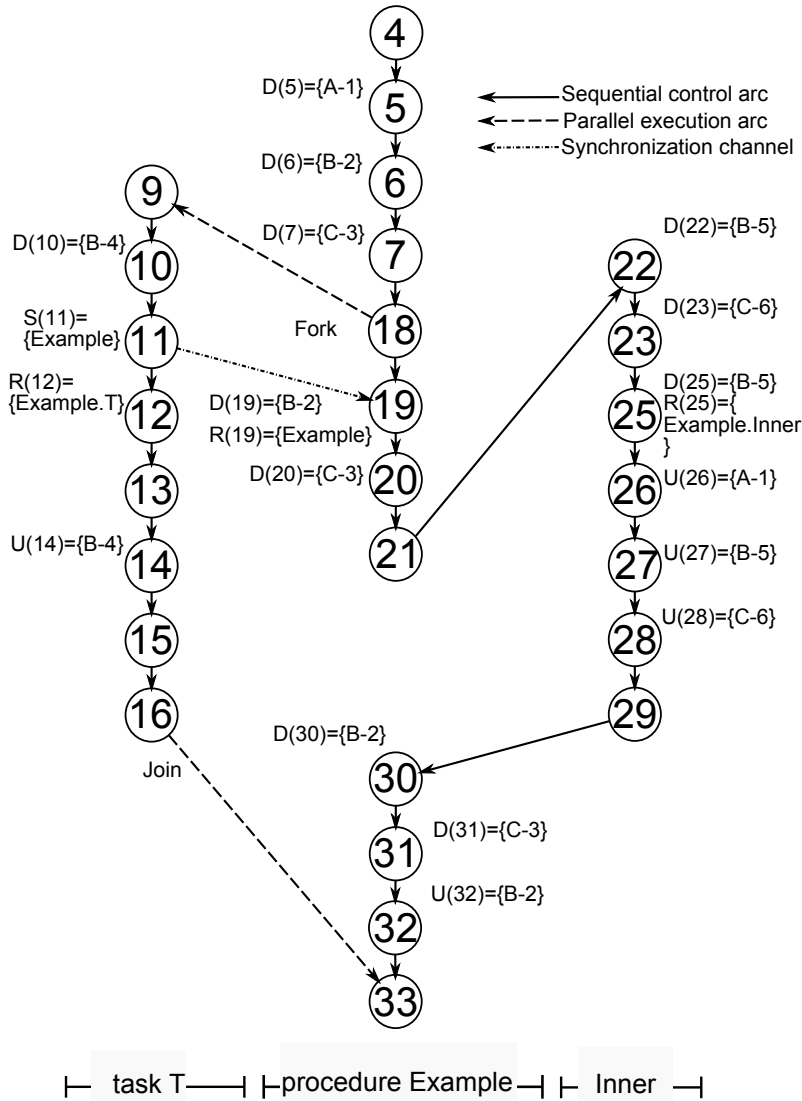 4
D(5)={A-1}
5
Sequential control arc
Parallel execution arc
Synchronization channel
D(6)={B-2}
6
9
D(7)={C-3}
7
D(22)={B-5}
22
D(10)={B-4}
10
D(23)={C-6}
23
S(11)=
{Example}
11
Fork
18
R(12)=
{Example.T}
12
D(19)={B-2}
R(19)={Example}
19
D(25)={B-5}
R(25)={
Example.Inner
}
25
13
D(20)={C-3}
20
26
U(26)={A-1}
U(14)={B-4}
14
21
27
U(27)={B-5}
15
28
U(28)={C-6}
16
29
Join
D(30)={B-2}
30
D(31)={C-3}
31
U(32)={B-2}
32
33
task T
procedure Example
Inner